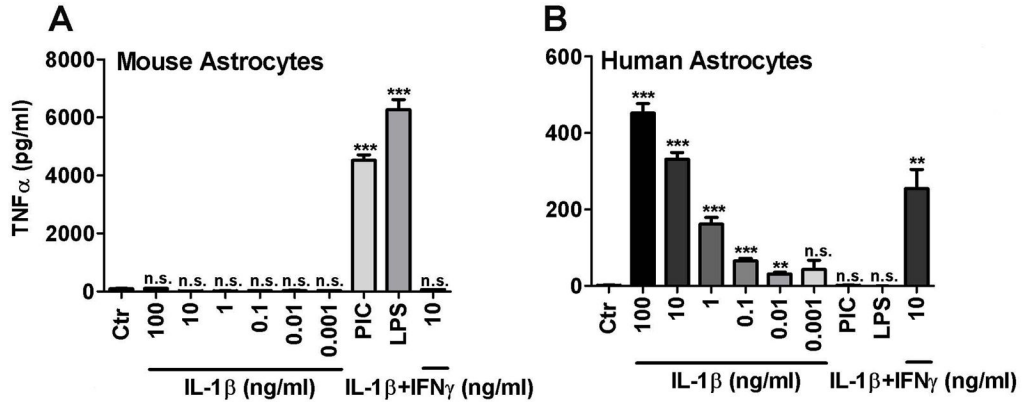 A
Mouse Astrocytes
TNFα (pg/ml)
8000
6000
4000
2000
0
n.s.
n.s.
n.s.
n.s.
n.s.
n.s.
***
***
n.s.
Ctr
100
10
1
0.1
0.01
0.001
PIC
LPS
10
IL-1β (ng/ml)
IL-1β+IFNγ (ng/ml)
B
Human Astrocytes
600
400
200
0
***
***
***
***
**
n.s.
n.s.
n.s.
**
Ctr
100
10
1
0.1
0.01
0.001
PIC
LPS
10
IL-1β (ng/ml)
IL-1β+IFNγ (ng/ml)